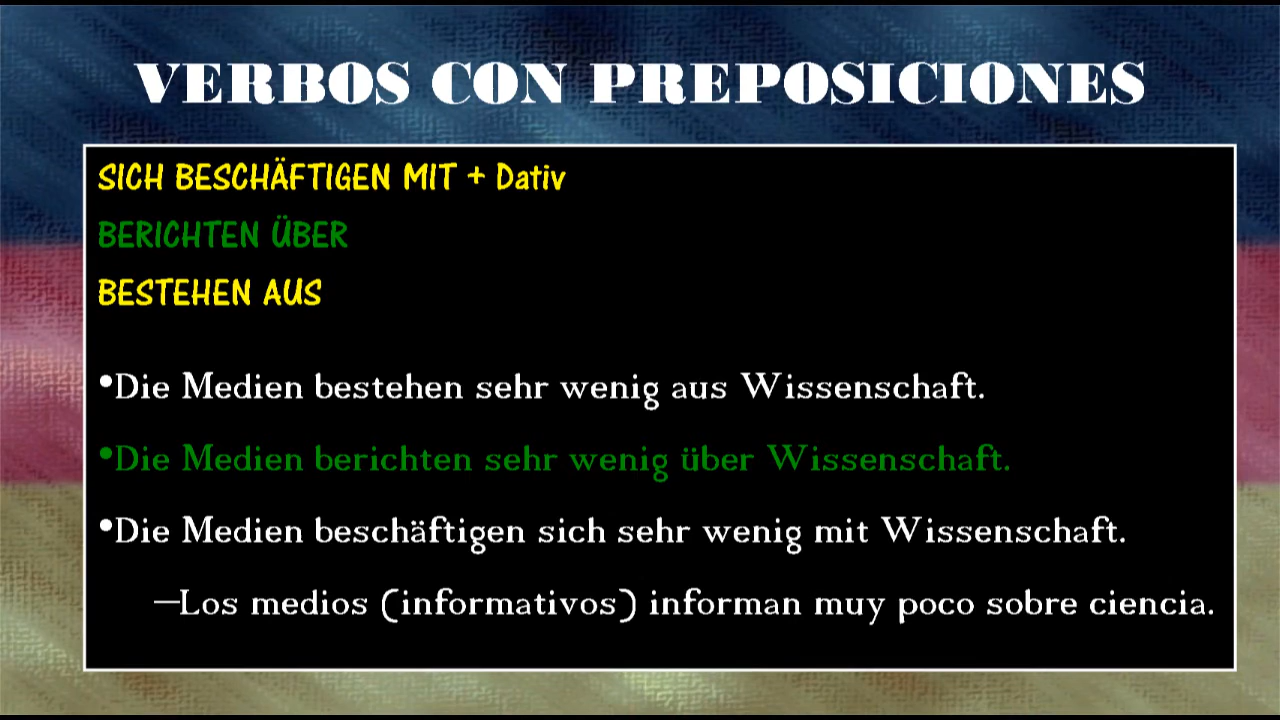 VERBOS CON PREPOSICIONES
SICH BESCHÄFTIGEN MIT + Dativ
BERICHTEN ÜBER
BESTEHEN AUS
•Die Medien bestehen sehr wenig aus Wissenschaft.
•Die Medien berichten sehr wenig über Wissenschaft.
•Die Medien beschäftigen sich sehr wenig mit Wissenschaft.
–Los medios (informativos) informan muy poco sobre ciencia.